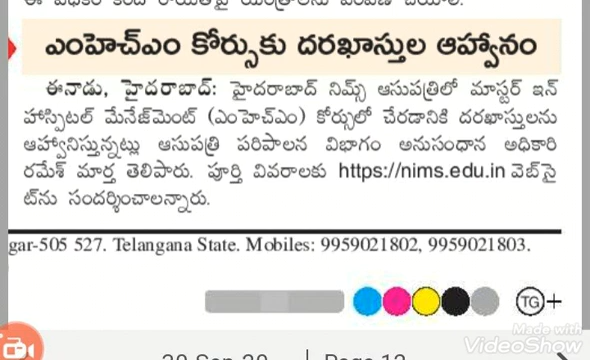 ఎంహెచ్ఎం కోర్సుకు దరఖాస్తుల ఆహ్వానం
ఈనాడు, హైదరాబాద్: హైదరాబాద్ నిమ్స్ ఆసుపత్రిలో మాస్టర్ ఇన్
హాస్పిటల్ మేనేజ్‌మెంట్ (ఎంహెచ్ఎం) కోర్సులో చేరడానికి దరఖాస్తులను
ఆహ్వానిస్తున్నట్లు ఆసుపత్రి పరిపాలన విభాగం అనుసంధాన అధికారి
రమేశ్ మార్త తెలిపారు. పూర్తి వివరాలకు https://nims.edu.in వెబ్‌సై
ట్‌ను సందర్శించాలన్నారు.
gar-505 527. Telangana State. Mobiles: 9959021802, 9959021803.
TG +
Made with
VideoShow
Page 12